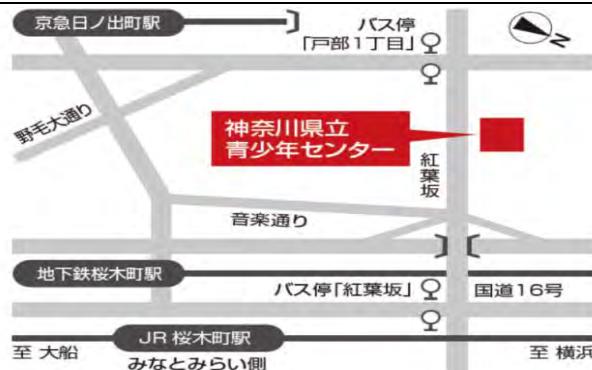 京急日ノ出町駅
バス停
「戸部1丁目」
N
野毛大通り
神奈川県立
青少年センター
紅葉坂
音楽通り
地下鉄桜木町駅
バス停「紅葉坂」
国道16号
JR 桜木町駅
至 大船
みなとみらい側
至 横浜